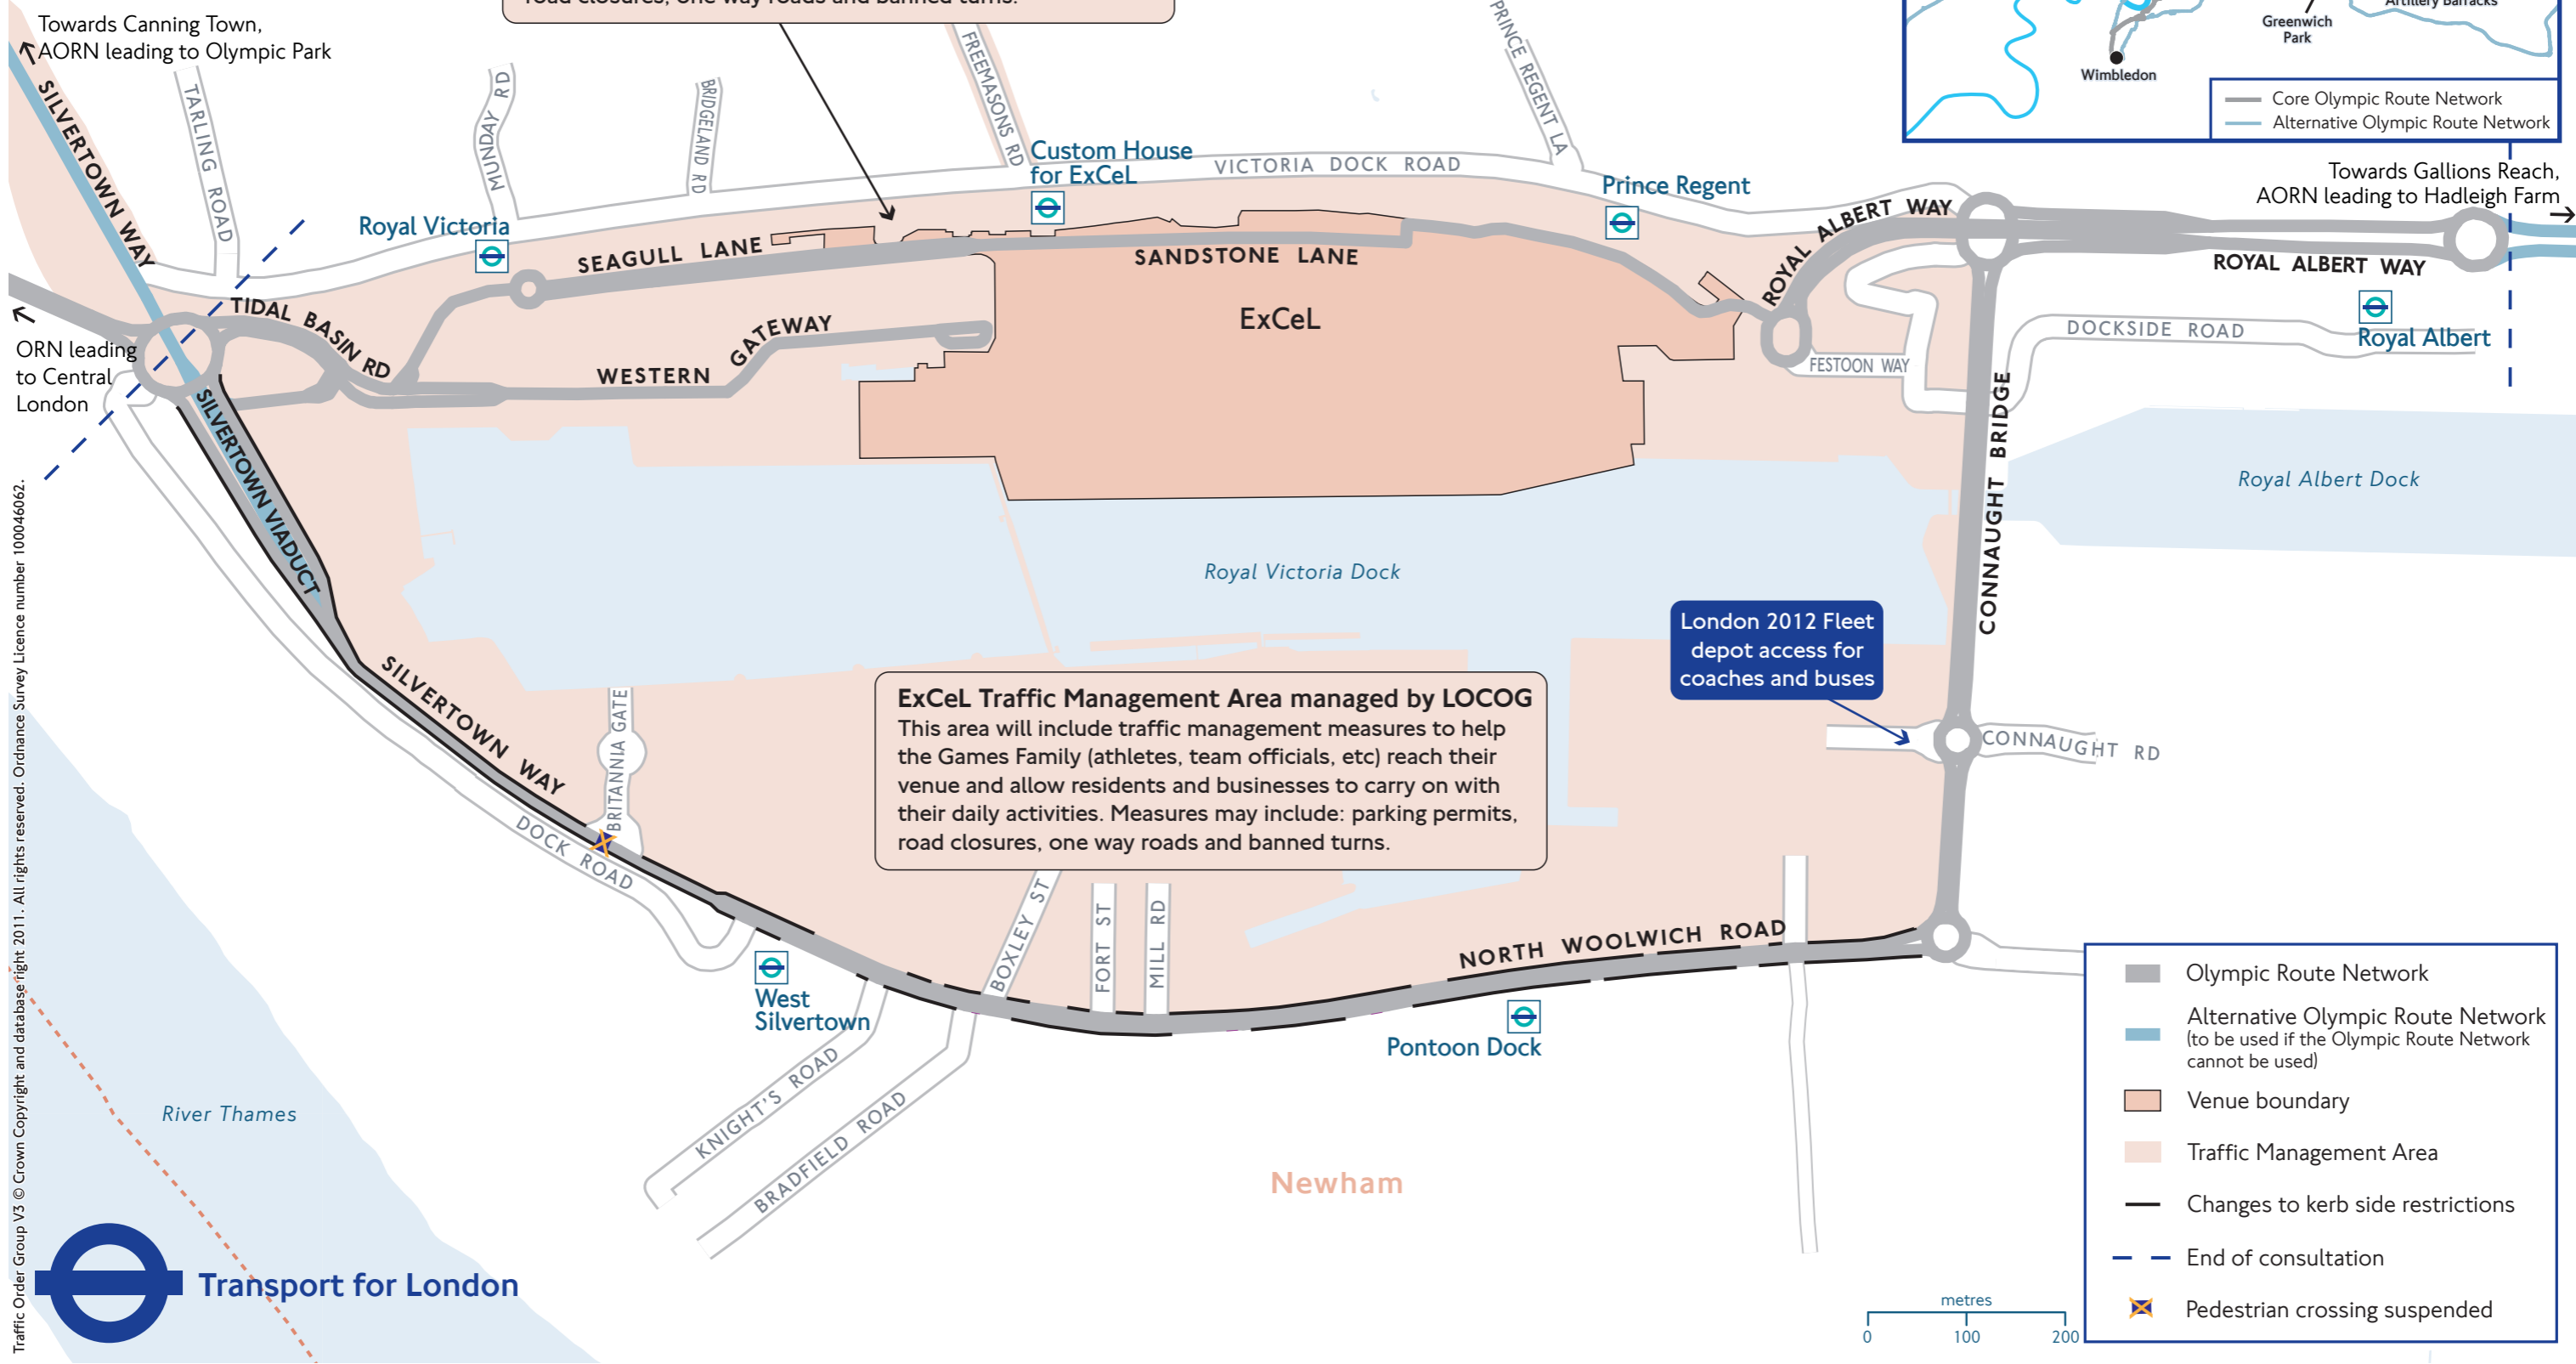 road closures, one way roads and banned turns.
Towards Canning Town,
AORN leading to Olympic Park
SILVERTOWN WAY
TARLING ROAD
MUNDAY RD
BRIDGELAND RD
FREEMASONS RD
PRINCE REGENT LA
Artillery Barracks
Greenwich
Park
Wimbledon
Core Olympic Route Network
Alternative Olympic Route Network
Towards Gallions Reach,
AORN leading to Hadleigh Farm
Custom House
for ExCeL
VICTORIA DOCK ROAD
Prince Regent
Royal Victoria
SEAGULL LANE
SANDSTONE LANE
ROYAL ALBERT WAY
ROYAL ALBERT WAY
Royal Albert
DOCKSIDE ROAD
FESTOON WAY
TIDAL BASIN RD
WESTERN GATEWAY
ExCeL
ORN leading
to Central
London
SILVERTOWN VIADUCT
CONNAUGHT BRIDGE
Royal Albert Dock
Royal Victoria Dock
London 2012 Fleet
depot access for
coaches and buses
CONNAUGHT RD
SILVERTOWN WAY
BRITANNIA GATE
DOCK ROAD
ExCeL Traffic Management Area managed by LOCOG
This area will include traffic management measures to help
the Games Family (athletes, team officials, etc) reach their
venue and allow residents and businesses to carry on with
their daily activities. Measures may include: parking permits,
road closures, one way roads and banned turns.
BOXLEY ST
FORT ST
MILL RD
NORTH WOOLWICH ROAD
West
Silvertown
Pontoon Dock
KNIGHT'S ROAD
BRADFIELD ROAD
River Thames
Newham
Traffic Order Group V3 © Crown Copyright and database right 2011. All rights reserved. Ordnance Survey Licence number 100046062.
Transport for London
metres
0 100 200
Olympic Route Network
Alternative Olympic Route Network
(to be used if the Olympic Route Network
cannot be used)
Venue boundary
Traffic Management Area
Changes to kerb side restrictions
End of consultation
Pedestrian crossing suspended